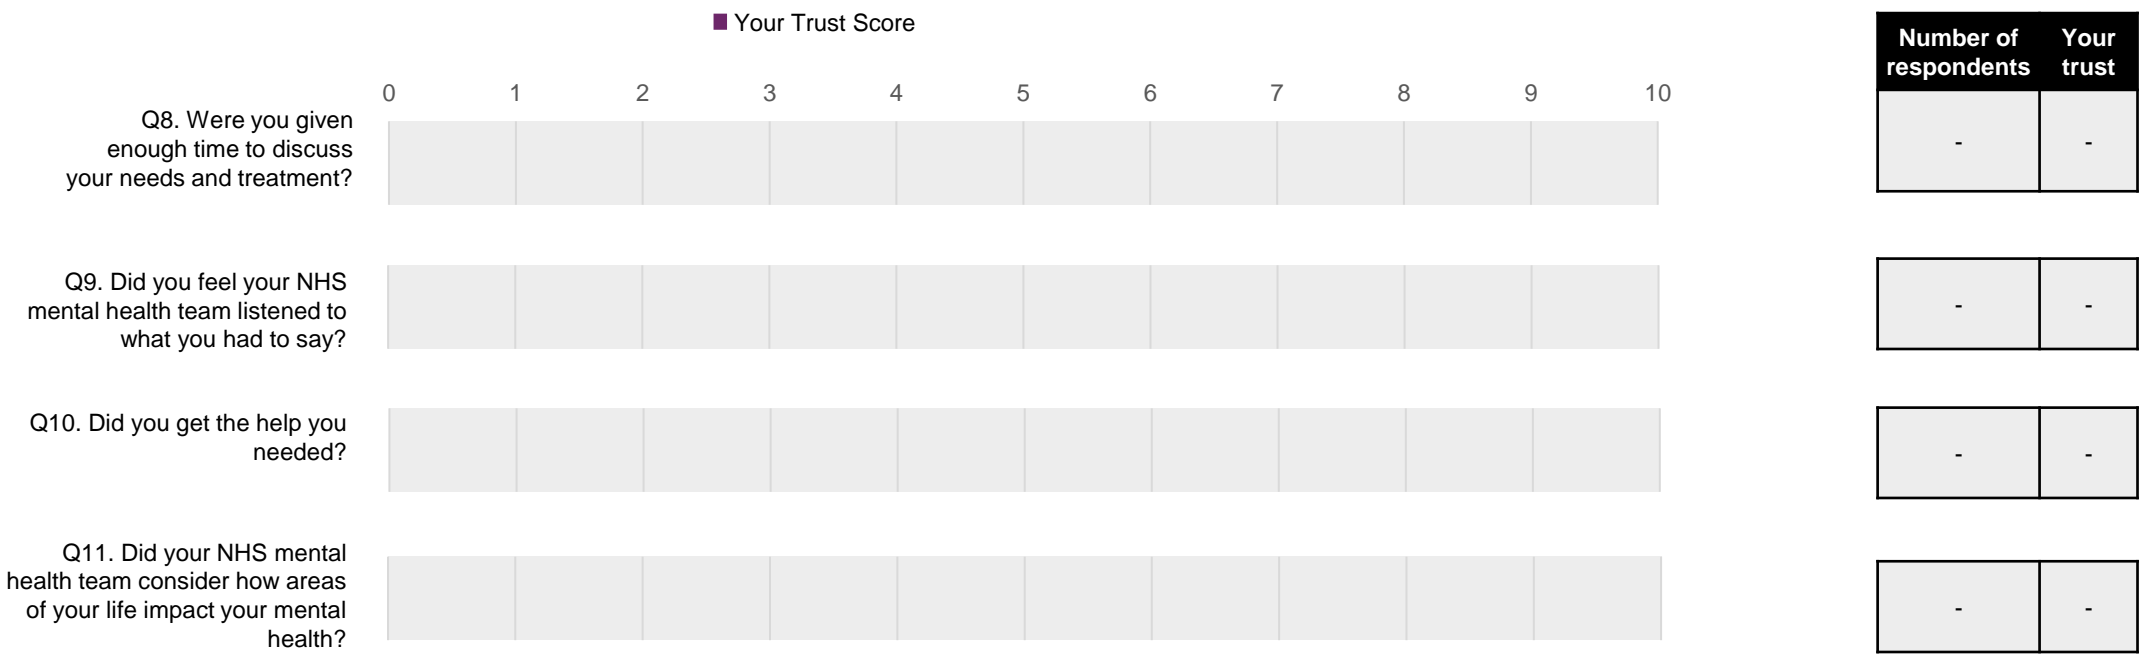 Your Trust Score
Number of
respondents
Your
trust
0 1 2 3 4 5 6 7 8 9 10
Q8. Were you given
enough time to discuss
your needs and treatment?
- -
Q9. Did you feel your NHS
mental health team listened to
what you had to say?
- -
Q10. Did you get the help you
needed?
- -
Q11. Did your NHS mental
health team consider how areas
of your life impact your mental
health?
- -